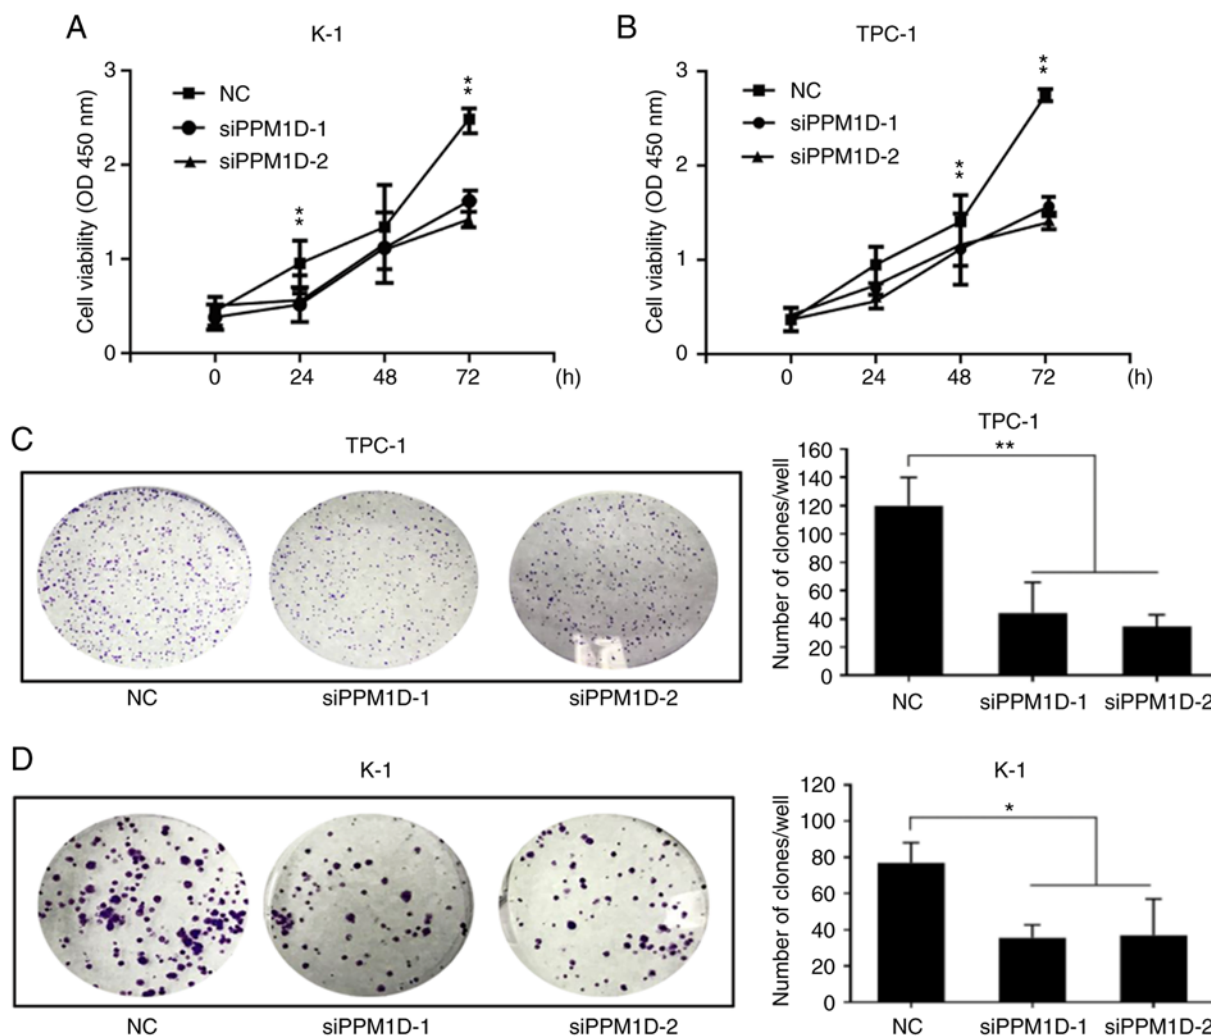 A
K-1
3
2
1
0
Cell viability (OD 450 nm)
NC
siPPM1D-1
siPPM1D-2
**
**
0 24 48 72 (h)
B
TPC-1
3
2
1
0
Cell viability (OD 450 nm)
NC
siPPM1D-1
siPPM1D-2
**
**
0 24 48 72 (h)
C
TPC-1
NC siPPM1D-1 siPPM1D-2
TPC-1
160
140
120
100
80
60
40
20
0
Number of clones/well
**
NC siPPM1D-1 siPPM1D-2
D
K-1
NC siPPM1D-1 siPPM1D-2
K-1
120
100
80
60
40
20
0
Number of clones/well
*
NC siPPM1D-1 siPPM1D-2